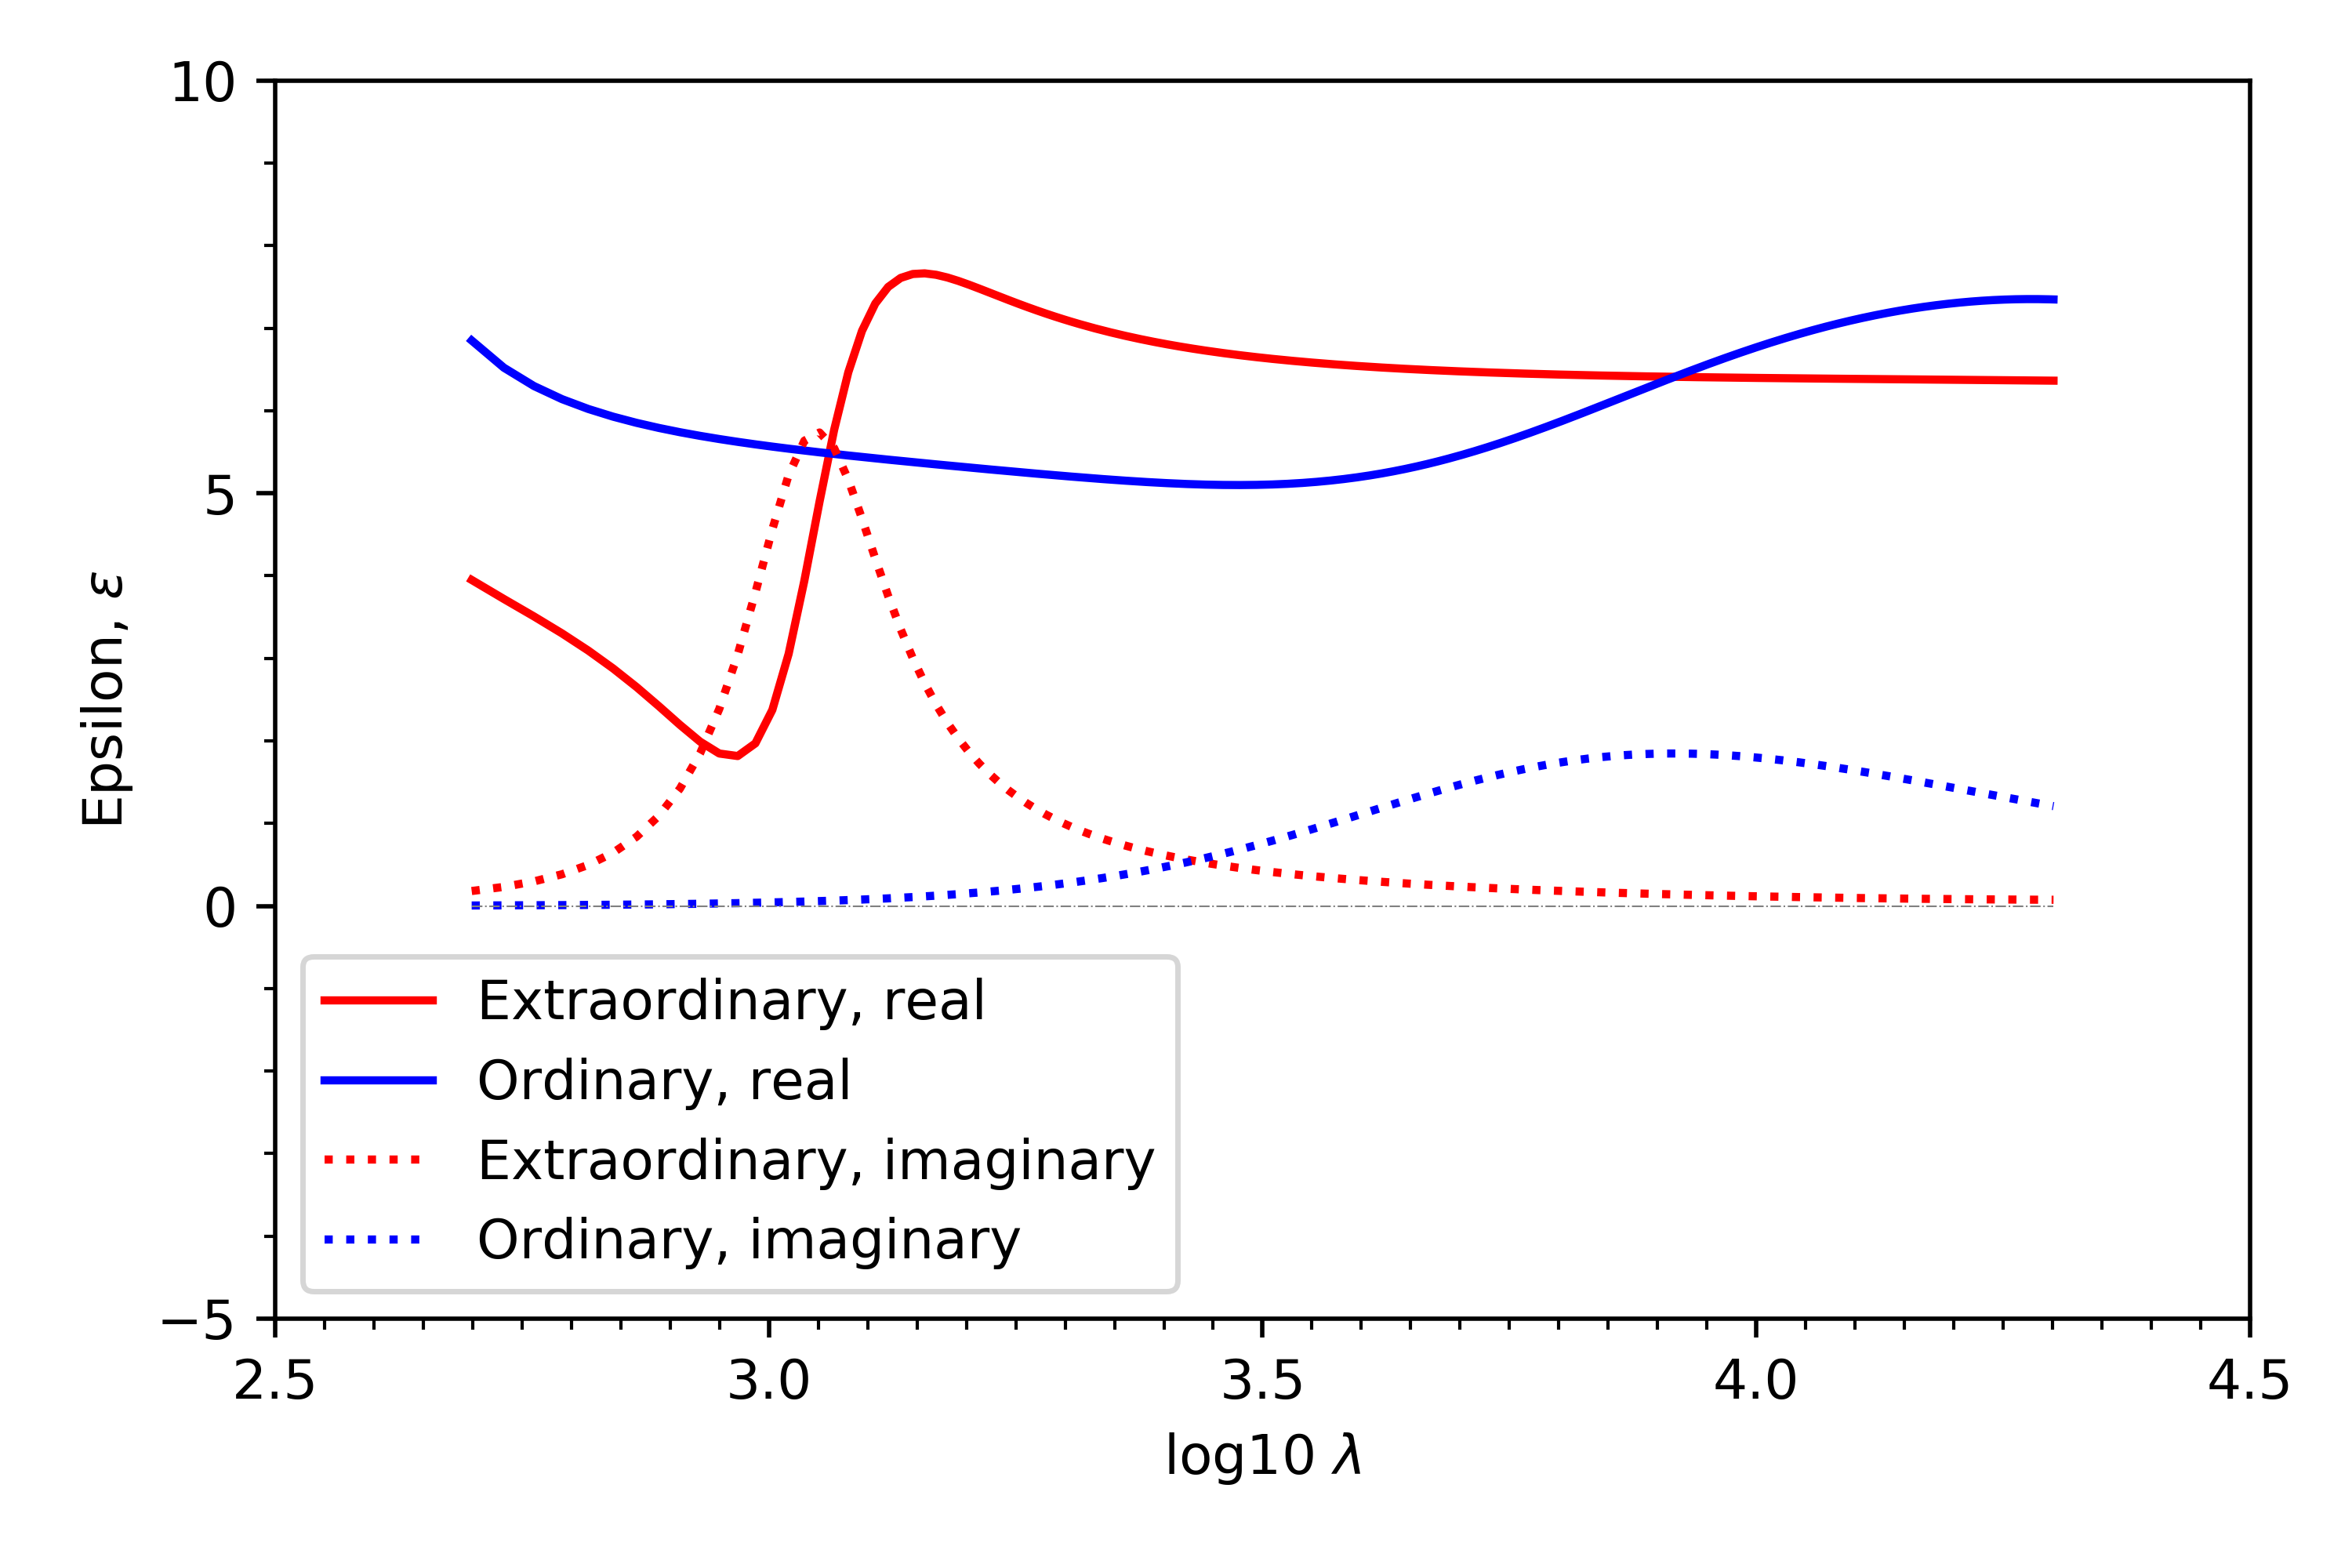 10
5
0
−5
Epsilon, ε
Extraordinary, real
Ordinary, real
Extraordinary, imaginary
Ordinary, imaginary
2.5 3.0 3.5 4.0 4.5
log10 λ